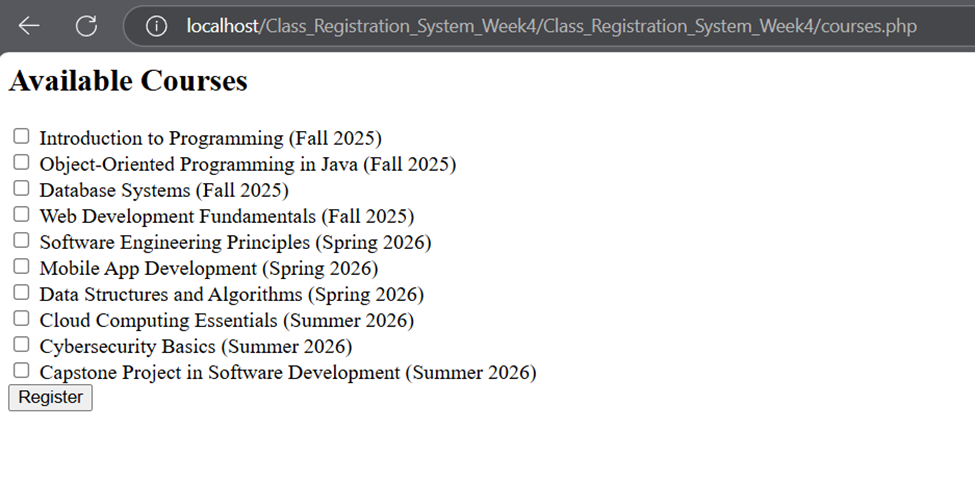 localhost/Class_Registration_System_Week4/Class_Registration_System_Week4/courses.php
Available Courses
Introduction to Programming (Fall 2025)
Object-Oriented Programming in Java (Fall 2025)
Database Systems (Fall 2025)
Web Development Fundamentals (Fall 2025)
Software Engineering Principles (Spring 2026)
Mobile App Development (Spring 2026)
Data Structures and Algorithms (Spring 2026)
Cloud Computing Essentials (Summer 2026)
Cybersecurity Basics (Summer 2026)
Capstone Project in Software Development (Summer 2026)
Register